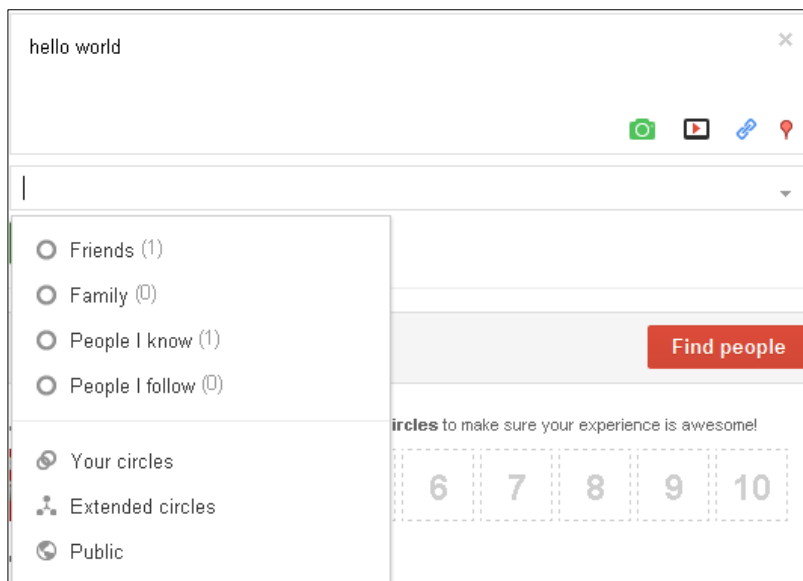 hello world
Friends (1)
Family (0)
People I know (1)
People I follow (0)
Find people
ircles to make sure your experience is awesome!
Your circles
6 7 8 9 10
Extended circles
Public